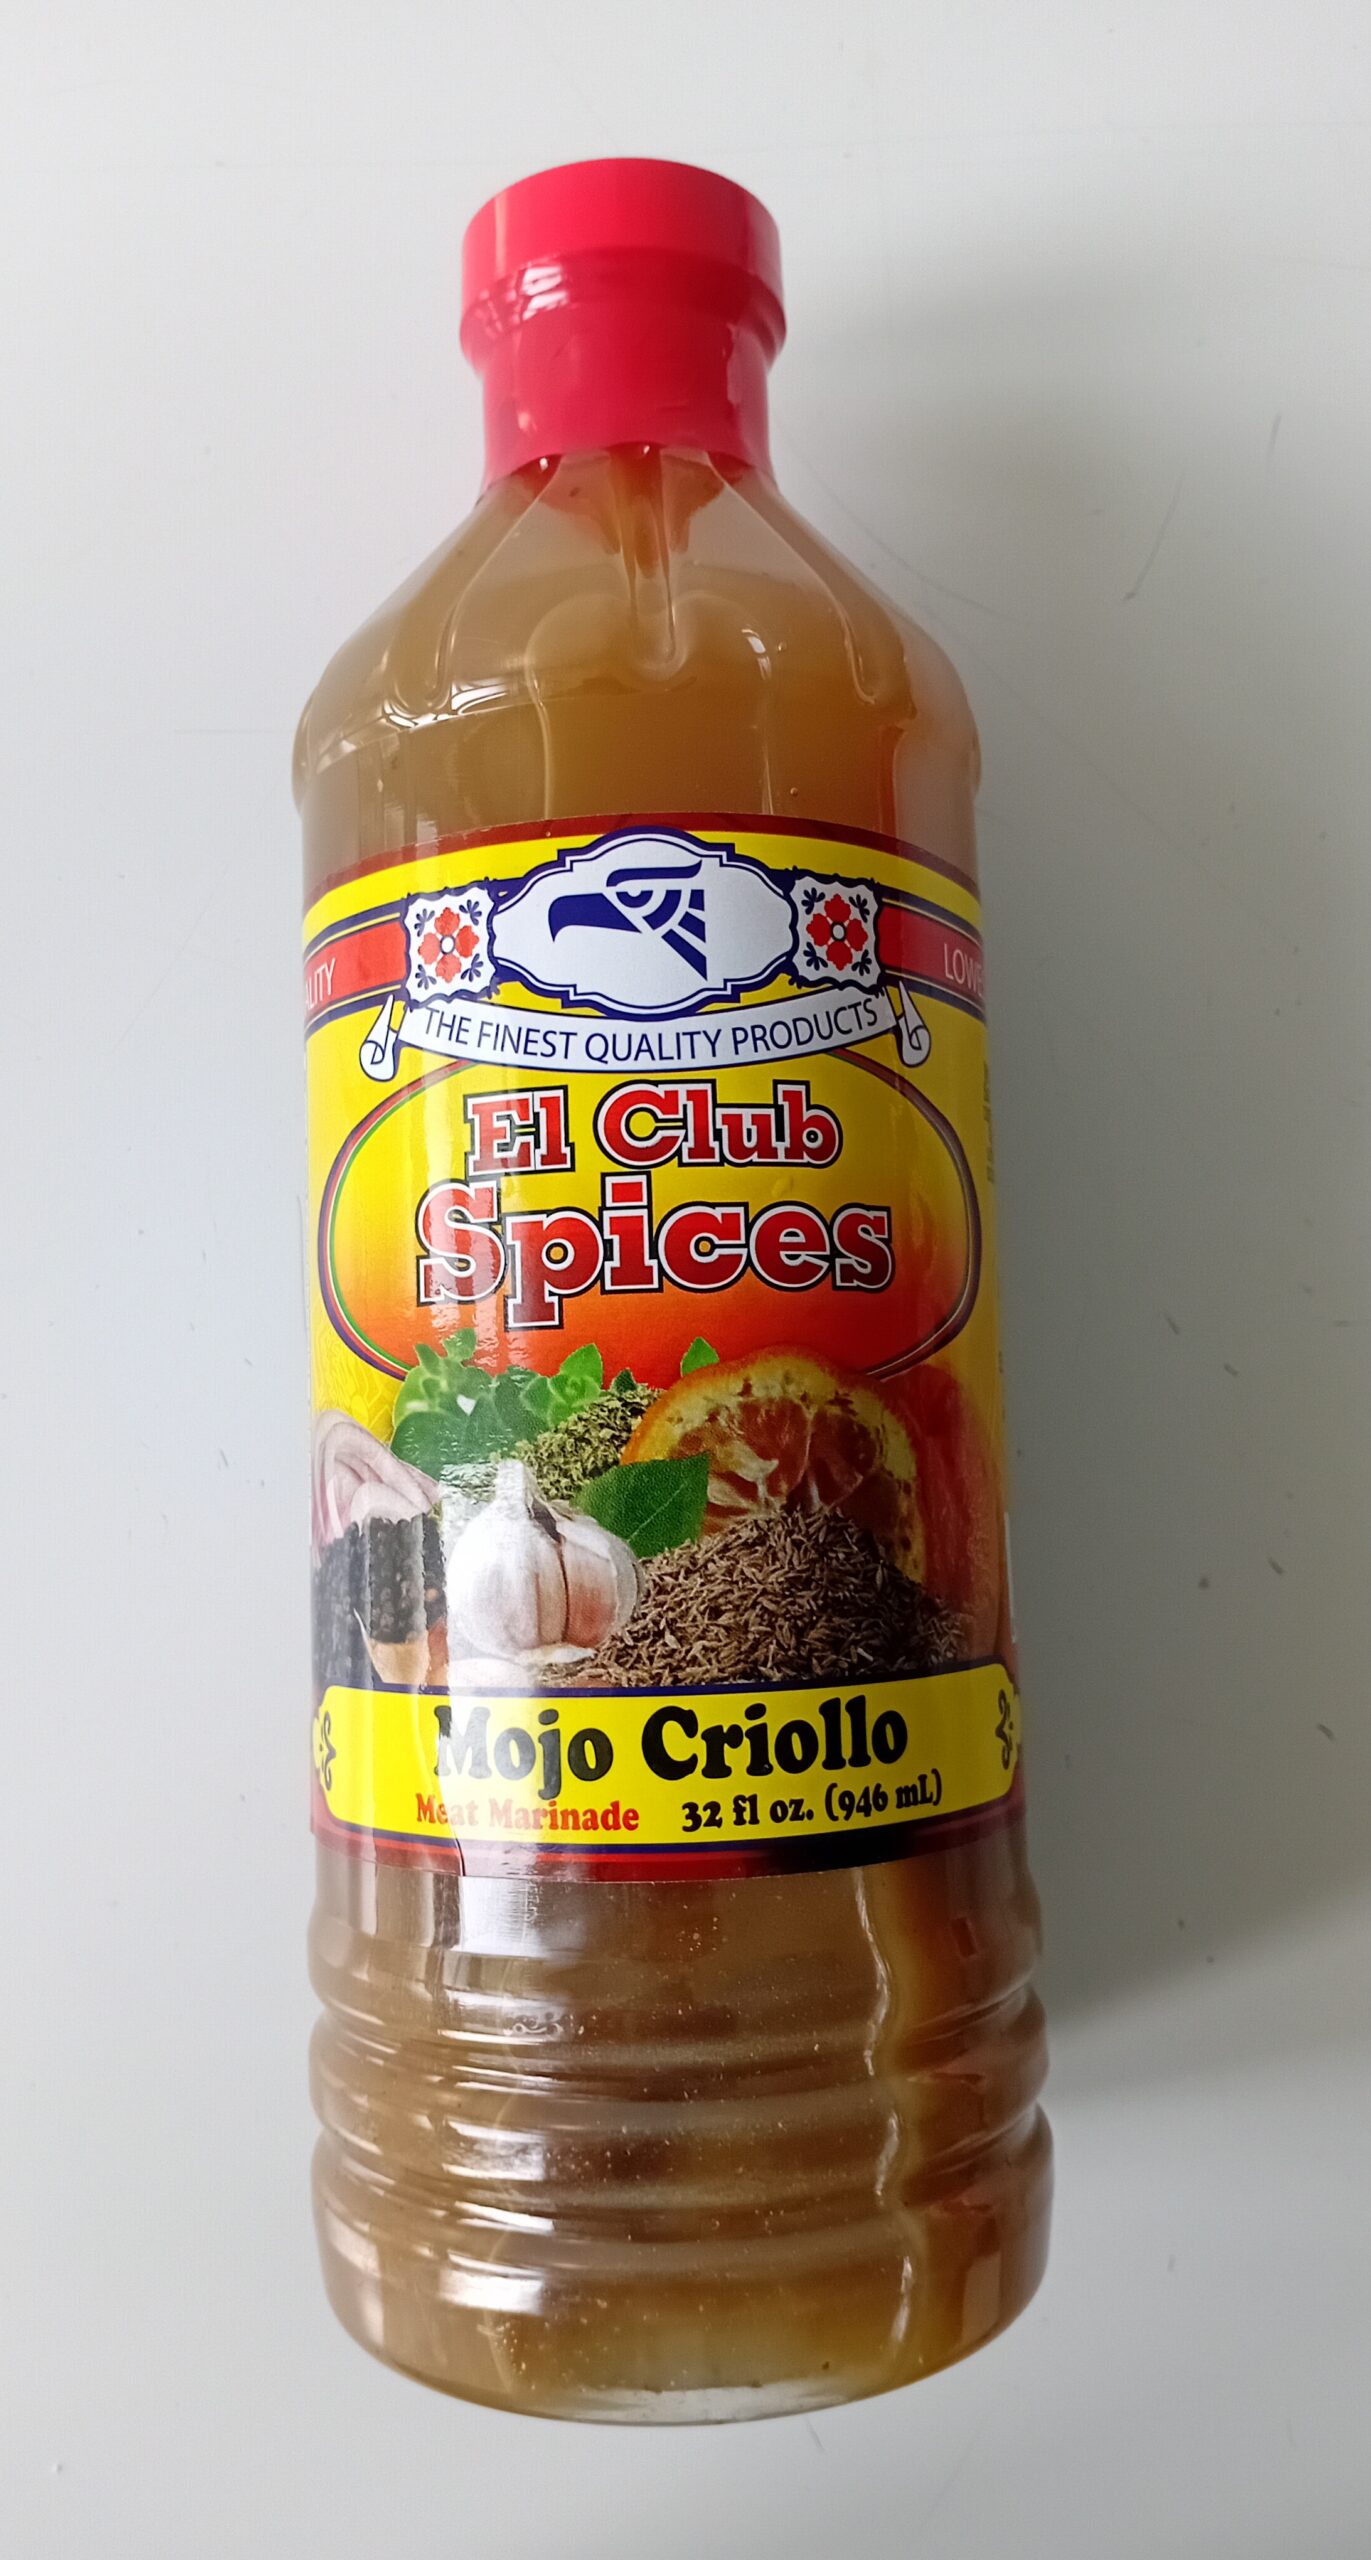 THE FINEST QUALITY PRODUCTS
El Club
Spices
Mojo Criollo
Meat Marinade 32 fl oz. (946 mL)